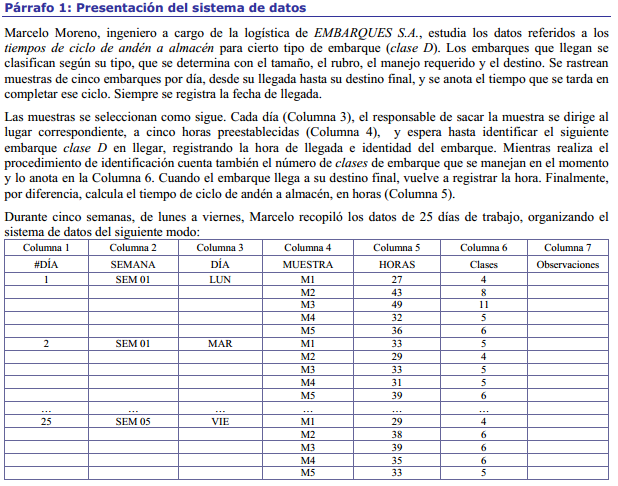 Párrafo 1: Presentación del sistema de datos
Marcelo Moreno, ingeniero a cargo de la logística de EMBARQUES S.A., estudia los datos referidos a los
tiempos de ciclo de andén a almacén para cierto tipo de embarque (clase D). Los embarques que llegan se
clasifican según su tipo, que se determina con el tamaño, el rubro, el manejo requerido y el destino. Se rastrean
muestras de cinco embarques por día, desde su llegada hasta su destino final, y se anota el tiempo que se tarda en
completar ese ciclo. Siempre se registra la fecha de llegada.
Las muestras se seleccionan como sigue. Cada día (Columna 3), el responsable de sacar la muestra se dirige al
lugar correspondiente, a cinco horas preestablecidas (Columna 4), y espera hasta identificar el siguiente
embarque clase D en llegar, registrando la hora de llegada e identidad del embarque. Mientras realiza el
procedimiento de identificación cuenta también el número de clases de embarque que se manejan en el momento
y lo anota en la Columna 6. Cuando el embarque llega a su destino final, vuelve a registrar la hora. Finalmente,
por diferencia, calcula el tiempo de ciclo de andén a almacén, en horas (Columna 5).
Durante cinco semanas, de lunes a viernes, Marcelo recopiló los datos de 25 días de trabajo, organizando el
sistema de datos del siguiente modo:
Columna 1 Columna 2 Columna 3 Columna 4 Columna 5 Columna 6 Columna 7
#DÍA SEMANA DÍA MUESTRA HORAS Clases Observaciones
1 SEM 01 LUN M1 27 4
M2 43 8
M3 49 11
M4 32 5
M5 36 6
2 SEM 01 MAR M1 33 5
M2 29 4
M3 33 5
M4 31 5
M5 39 6
... ... ... ... ... ...
25 SEM 05 VIE M1 29 4
M2 38 6
M3 39 6
M4 35 6
M5 33 5